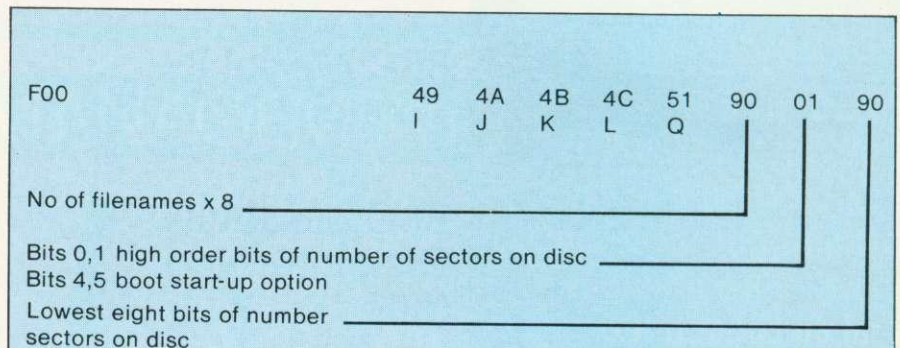 F00 49 4A 4B 4C 51 90 01 90
I J K L Q
No of filenames x 8
Bits 0,1 high order bits of number of sectors on disc
Bits 4,5 boot start-up option
Lowest eight bits of number
sectors on disc